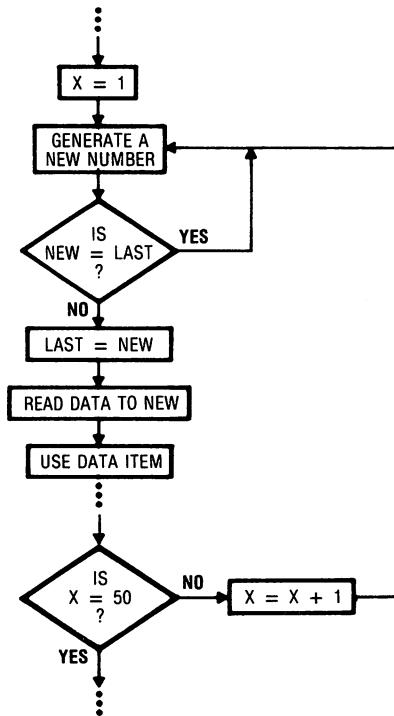 X = 1
GENERATE A
NEW NUMBER
IS
NEW = LAST
?
YES
NO
LAST = NEW
READ DATA TO NEW
USE DATA ITEM
IS
X = 50
?
NO
X = X + 1
YES